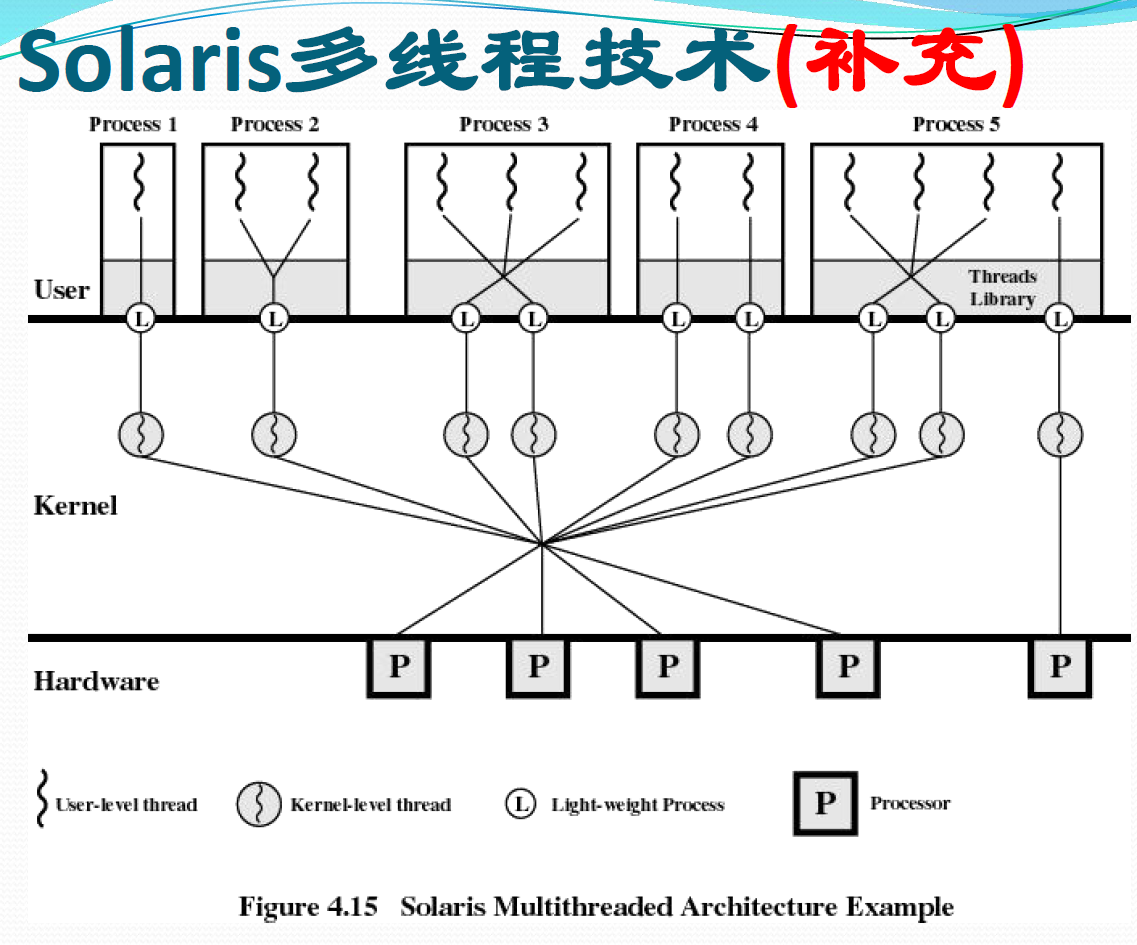 Solaris多线程技术(补充)
Process 1 Process 2 Process 3 Process 4 Process 5
User
Threads
Library
L L L L L L L L L
Kernel
P P P P P
Hardware
User-level thread Kernel-level thread L Light-weight Process P Processor
Figure 4.15 Solaris Multithreaded Architecture Example